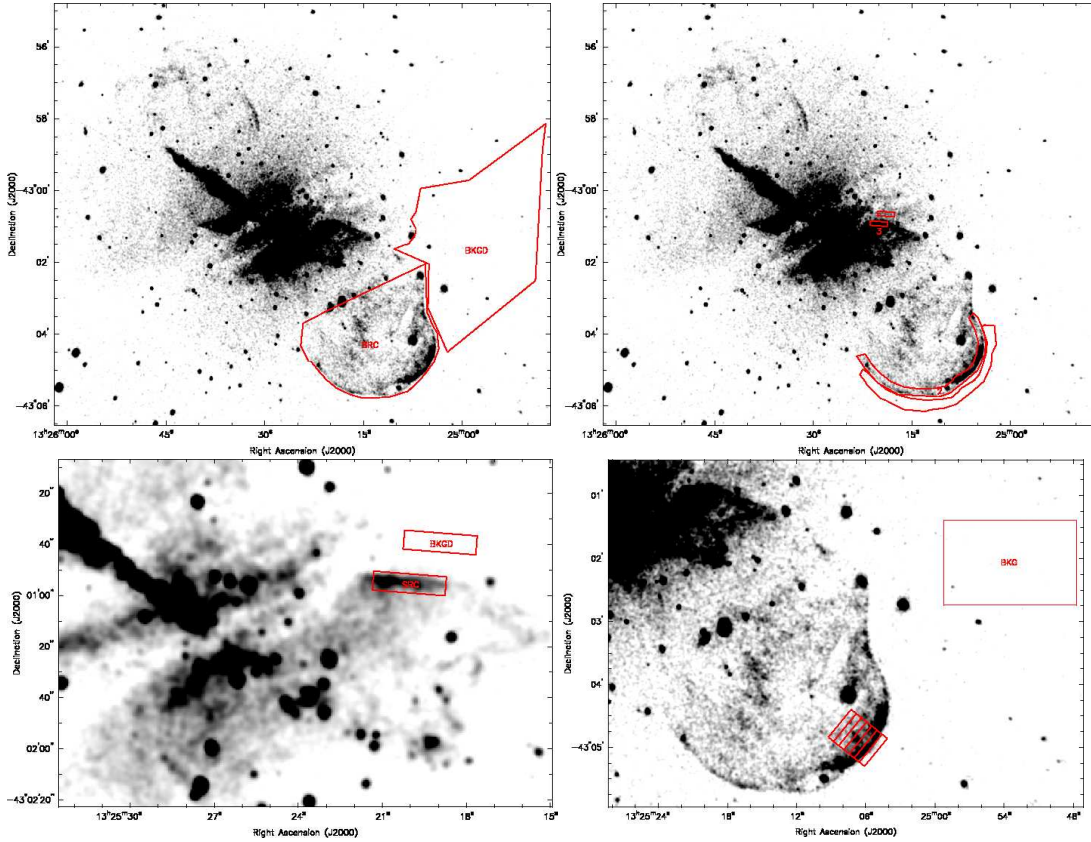 56'
58'
−43°00'
02'
04'
−43°06'
13ʰ26ᵐ00ˢ
45ˢ
30ˢ
15ˢ
25ᵐ00ˢ
Declination (J2000)
Right Ascension (J2000)
BKGD
SRC
56'
58'
−43°00'
02'
04'
−43°06'
13ʰ26ᵐ00ˢ
45ˢ
30ˢ
15ˢ
25ᵐ00ˢ
Declination (J2000)
Right Ascension (J2000)
3
2
20"
40"
01'00"
20"
40"
02'00"
−43°02'20"
13ʰ25ᵐ30ˢ
27ˢ
24ˢ
21ˢ
18ˢ
15ˢ
Declination (J2000)
Right Ascension (J2000)
BKGD
SRC
01'
02'
03'
04'
−43°05'
13ʰ25ᵐ24ˢ
18ˢ
12ˢ
06ˢ
25ᵐ00ˢ
54ˢ
48ˢ
Declination (J2000)
Right Ascension (J2000)
BKG